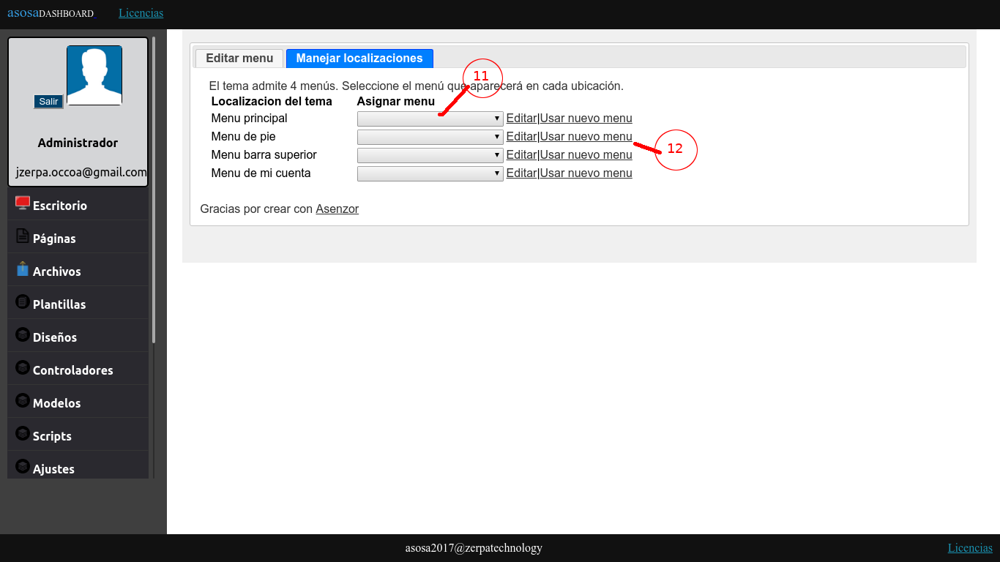 asosaDASHBOARD Licencias
Salir
Administrador
jzerpa.occoa@gmail.com
Escritorio
Páginas
Archivos
Plantillas
Diseños
Controladores
Modelos
Scripts
Ajustes
Editar menu Manejar localizaciones
El tema admite 4 menús. Seleccione el menú que aparecerá en cada ubicación.
Localizacion del tema Asignar menu
Menu principal Editar|Usar nuevo menu
Menu de pie Editar|Usar nuevo menu
Menu barra superior Editar|Usar nuevo menu
Menu de mi cuenta Editar|Usar nuevo menu
11
12
Gracias por crear con Asenzor
asosa2017@zerpatechnology Licencias